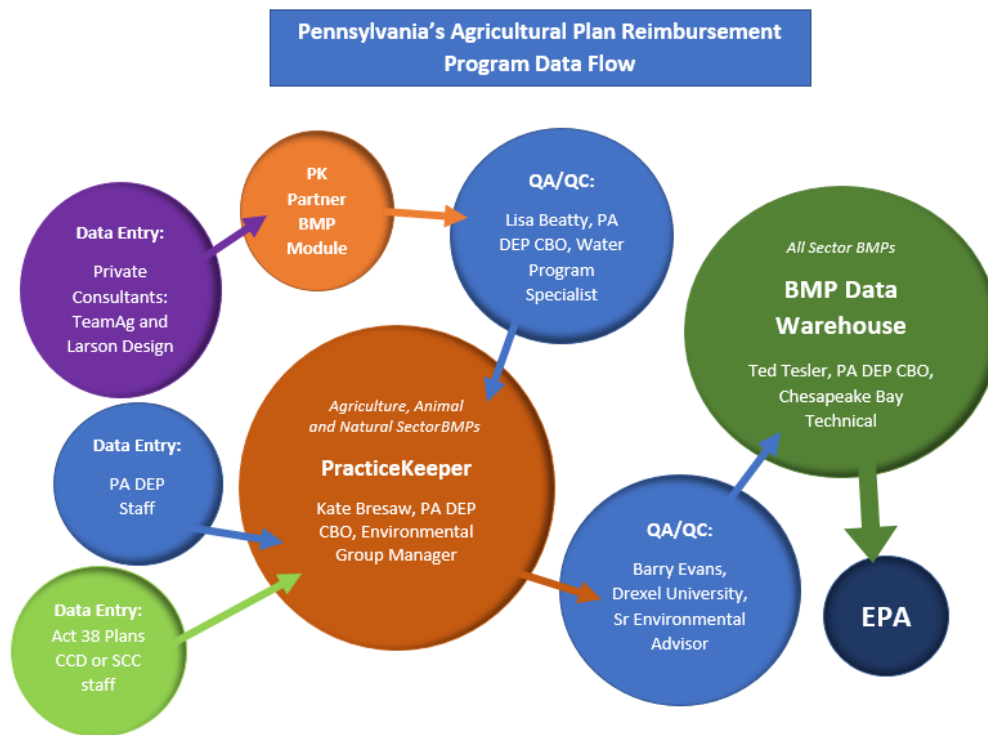 Pennsylvania's Agricultural Plan Reimbursement
Program Data Flow
Data Entry:
Private
Consultants:
TeamAg and
Larson Design
PK
Partner
BMP
Module
QA/QC:
Lisa Beatty, PA
DEP CBO, Water
Program
Specialist
All Sector BMPs
BMP Data
Warehouse
Ted Tesler, PA DEP CBO,
Chesapeake Bay
Technical
Data Entry:
PA DEP
Staff
Agriculture, Animal
and Natural SectorBMPs
PracticeKeeper
Kate Bresaw, PA DEP
CBO, Environmental
Group Manager
Data Entry:
Act 38 Plans
CCD or SCC
staff
QA/QC:
Barry Evans,
Drexel University,
Sr Environmental
Advisor
EPA